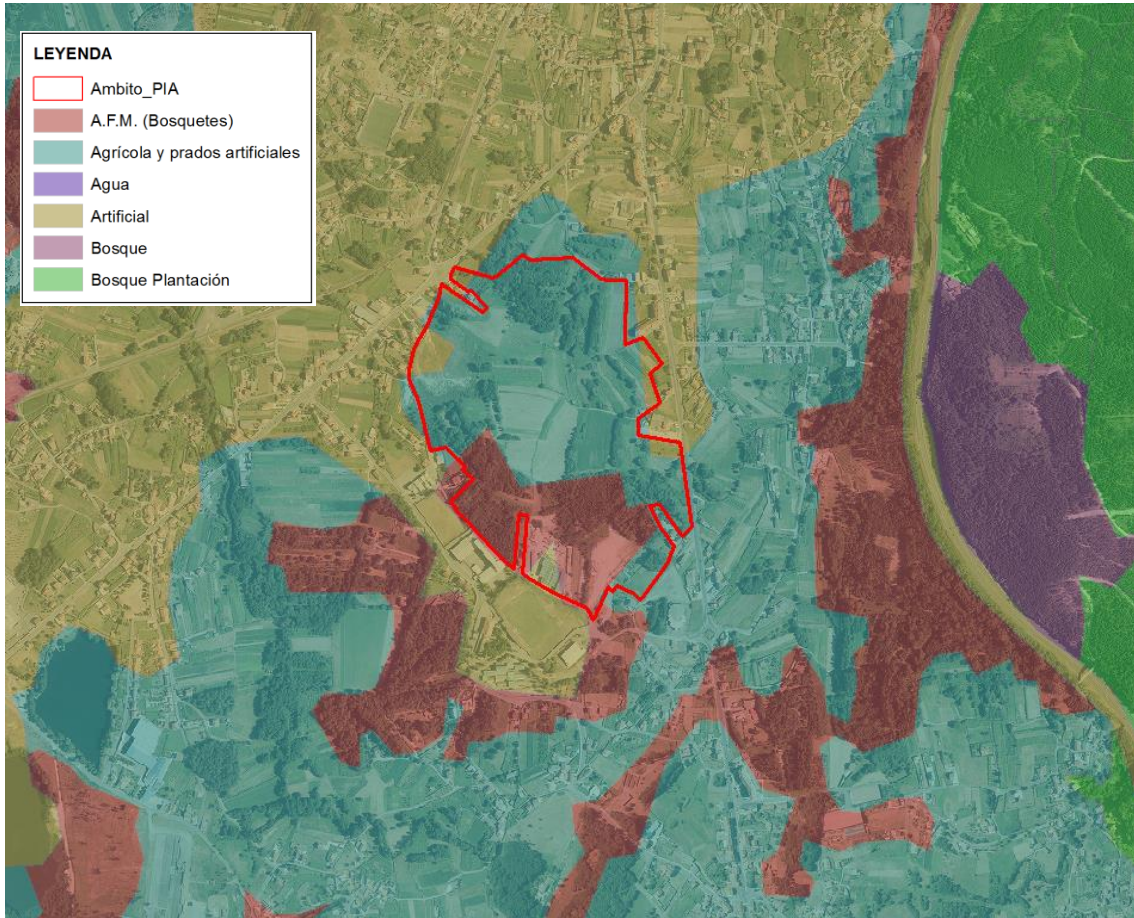 LEYENDA
Ambito_PIA
A.F.M. (Bosquetes)
Agrícola y prados artificiales
Agua
Artificial
Bosque
Bosque Plantación